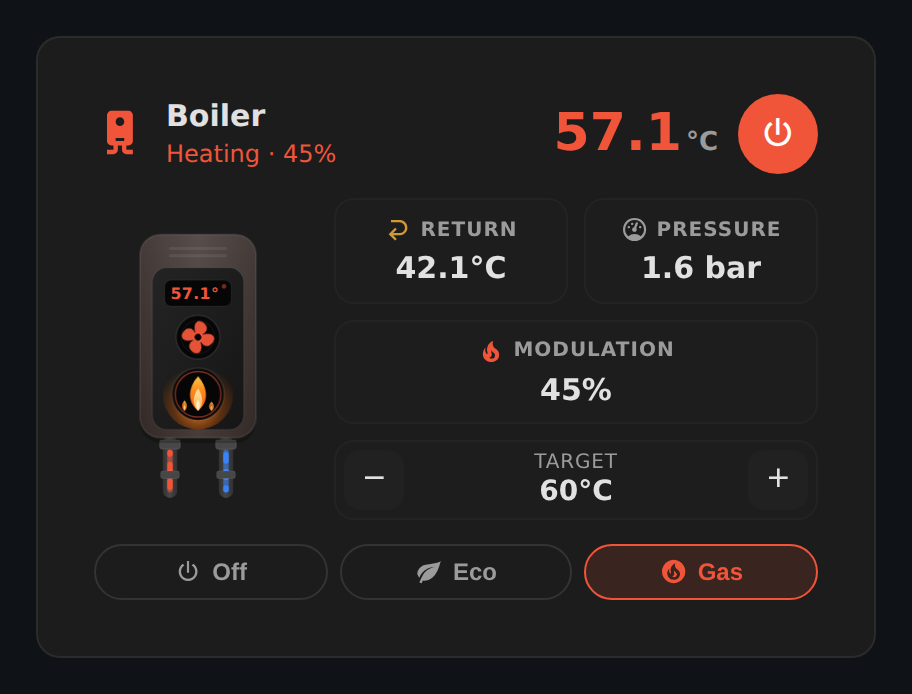 Boiler
Heating · 45%
57.1 °C
RETURN
42.1°C
PRESSURE
1.6 bar
57.1°
MODULATION
45%
−
TARGET
60°C
+
Off
Eco
Gas